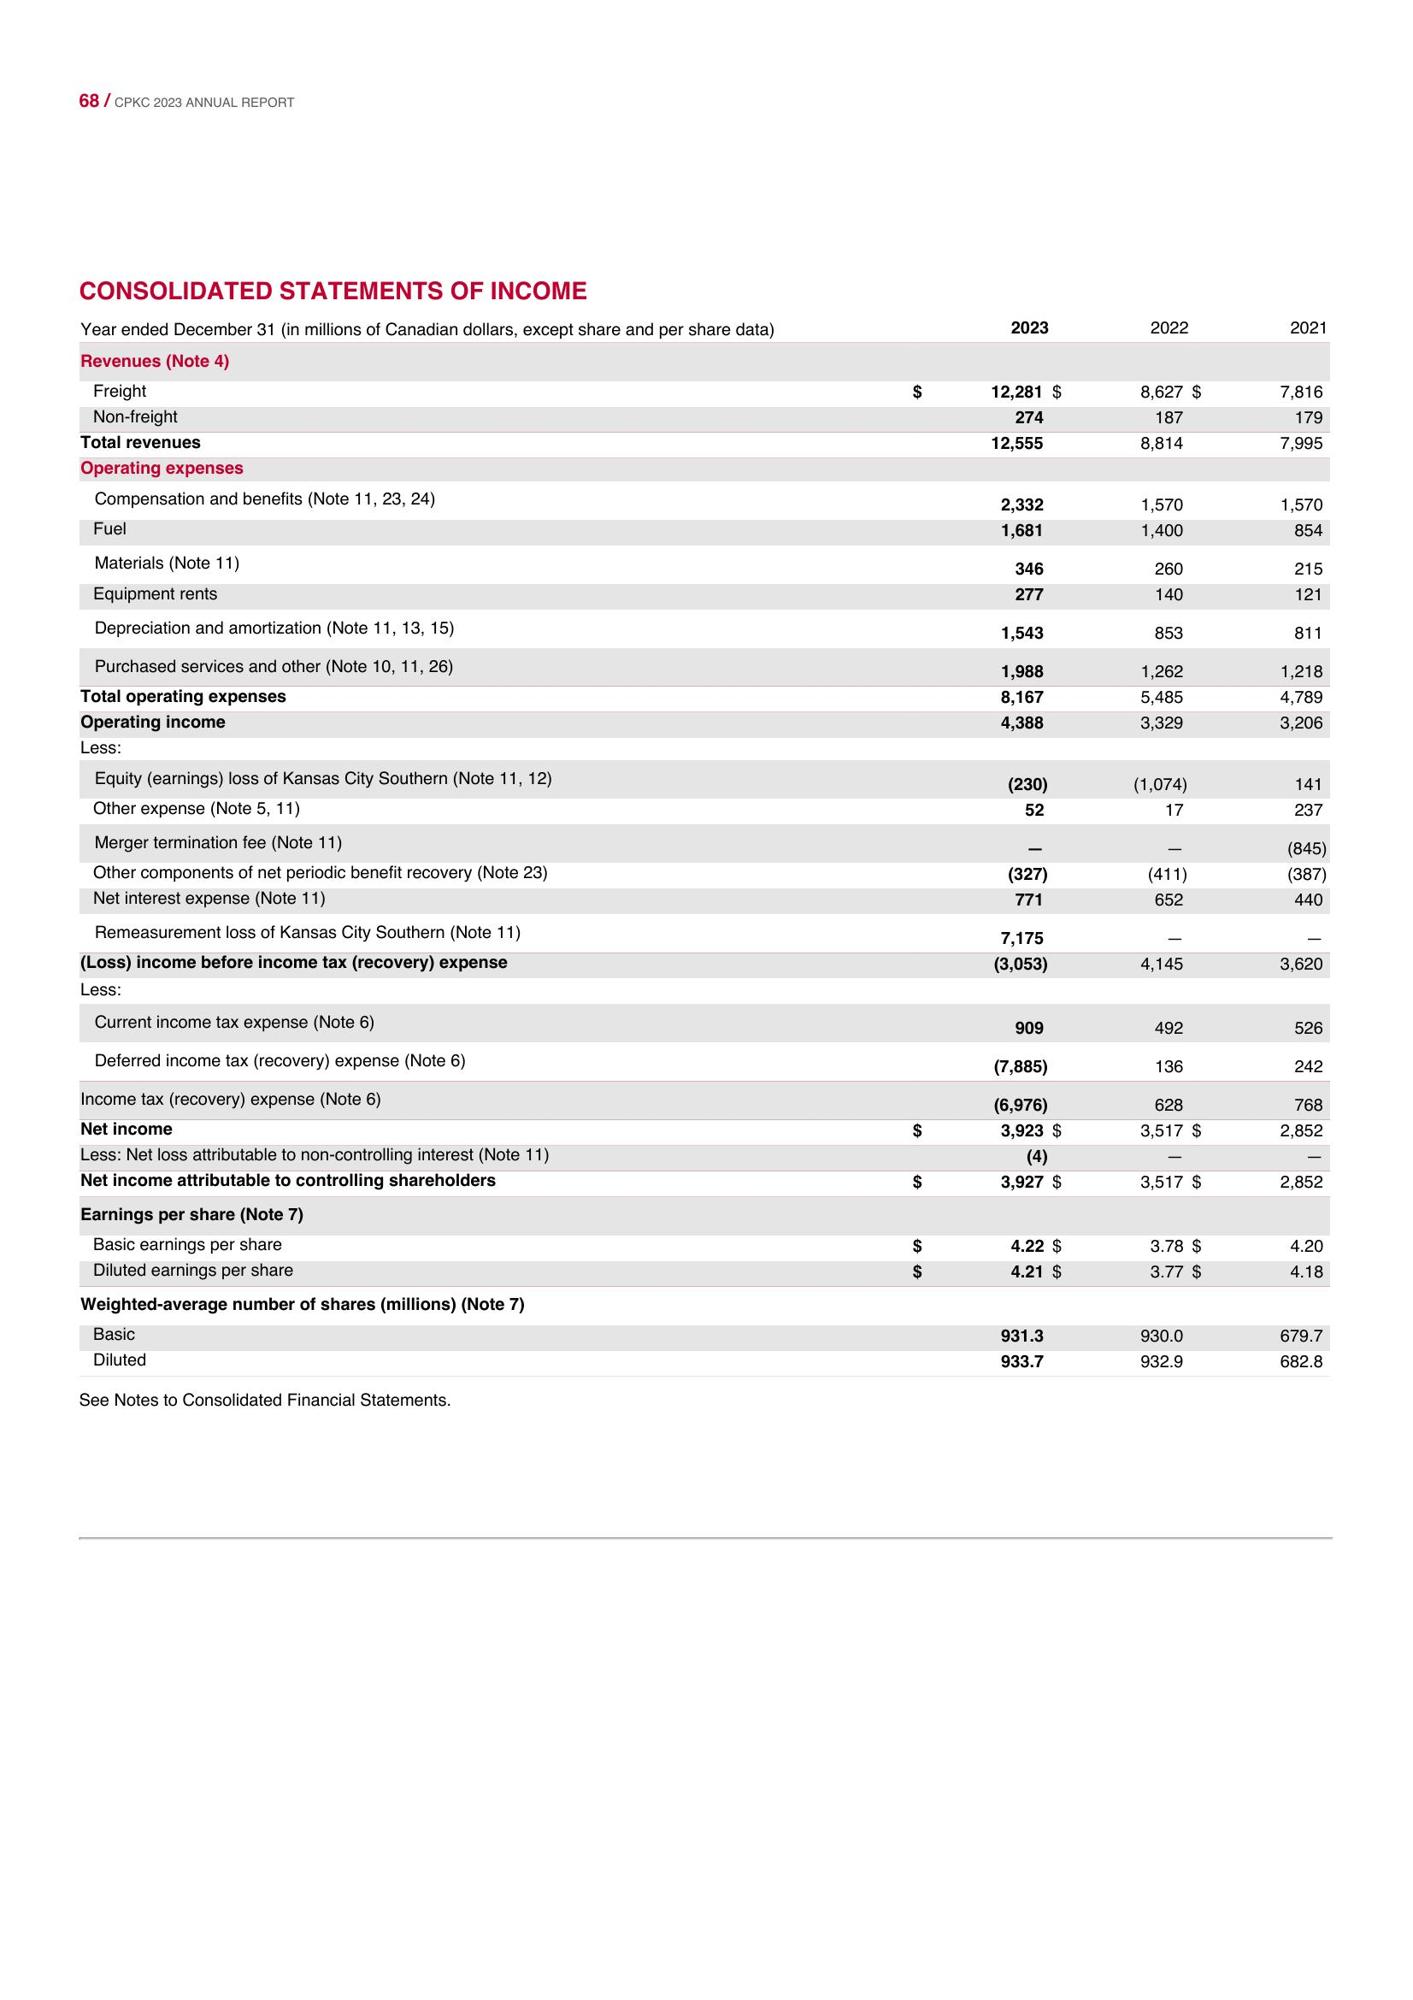 68 / CPKC 2023 ANNUAL REPORT
CONSOLIDATED STATEMENTS OF INCOME
Year ended December 31 (in millions of Canadian dollars, except share and per share data) 2023 2022 2021
Revenues (Note 4)
Freight $ 12,281 $ 8,627 $ 7,816
Non-freight 274 187 179
Total revenues 12,555 8,814 7,995
Operating expenses
Compensation and benefits (Note 11, 23, 24) 2,332 1,570 1,570
Fuel 1,681 1,400 854
Materials (Note 11) 346 260 215
Equipment rents 277 140 121
Depreciation and amortization (Note 11, 13, 15) 1,543 853 811
Purchased services and other (Note 10, 11, 26) 1,988 1,262 1,218
Total operating expenses 8,167 5,485 4,789
Operating income 4,388 3,329 3,206
Less:
Equity (earnings) loss of Kansas City Southern (Note 11, 12) (230) (1,074) 141
Other expense (Note 5, 11) 52 17 237
Merger termination fee (Note 11) — — (845)
Other components of net periodic benefit recovery (Note 23) (327) (411) (387)
Net interest expense (Note 11) 771 652 440
Remeasurement loss of Kansas City Southern (Note 11) 7,175 — —
(Loss) income before income tax (recovery) expense (3,053) 4,145 3,620
Less:
Current income tax expense (Note 6) 909 492 526
Deferred income tax (recovery) expense (Note 6) (7,885) 136 242
Income tax (recovery) expense (Note 6) (6,976) 628 768
Net income $ 3,923 $ 3,517 $ 2,852
Less: Net loss attributable to non-controlling interest (Note 11) (4) — —
Net income attributable to controlling shareholders $ 3,927 $ 3,517 $ 2,852
Earnings per share (Note 7)
Basic earnings per share $ 4.22 $ 3.78 $ 4.20
Diluted earnings per share $ 4.21 $ 3.77 $ 4.18
Weighted-average number of shares (millions) (Note 7)
Basic 931.3 930.0 679.7
Diluted 933.7 932.9 682.8
See Notes to Consolidated Financial Statements.